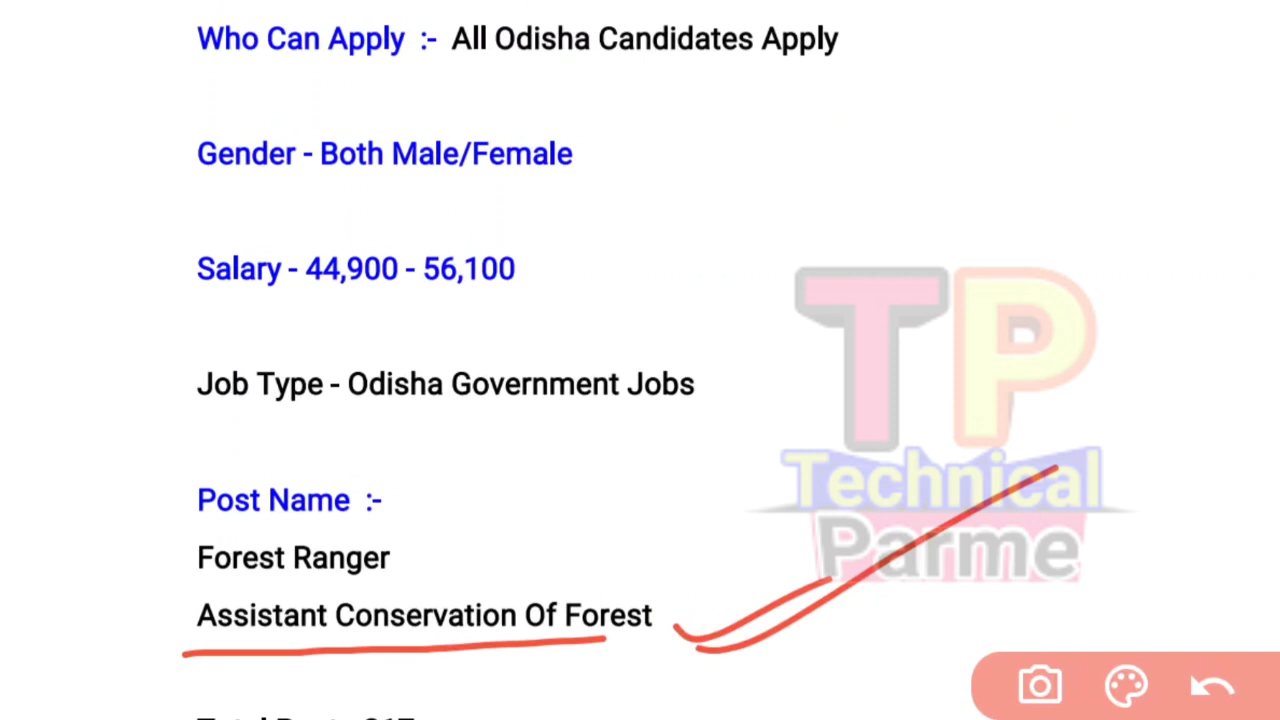 Who Can Apply :- All Odisha Candidates Apply
Gender - Both Male/Female
Salary - 44,900 - 56,100
Job Type - Odisha Government Jobs
Post Name :-
Forest Ranger
Assistant Conservation Of Forest
TP
Technical
Parme